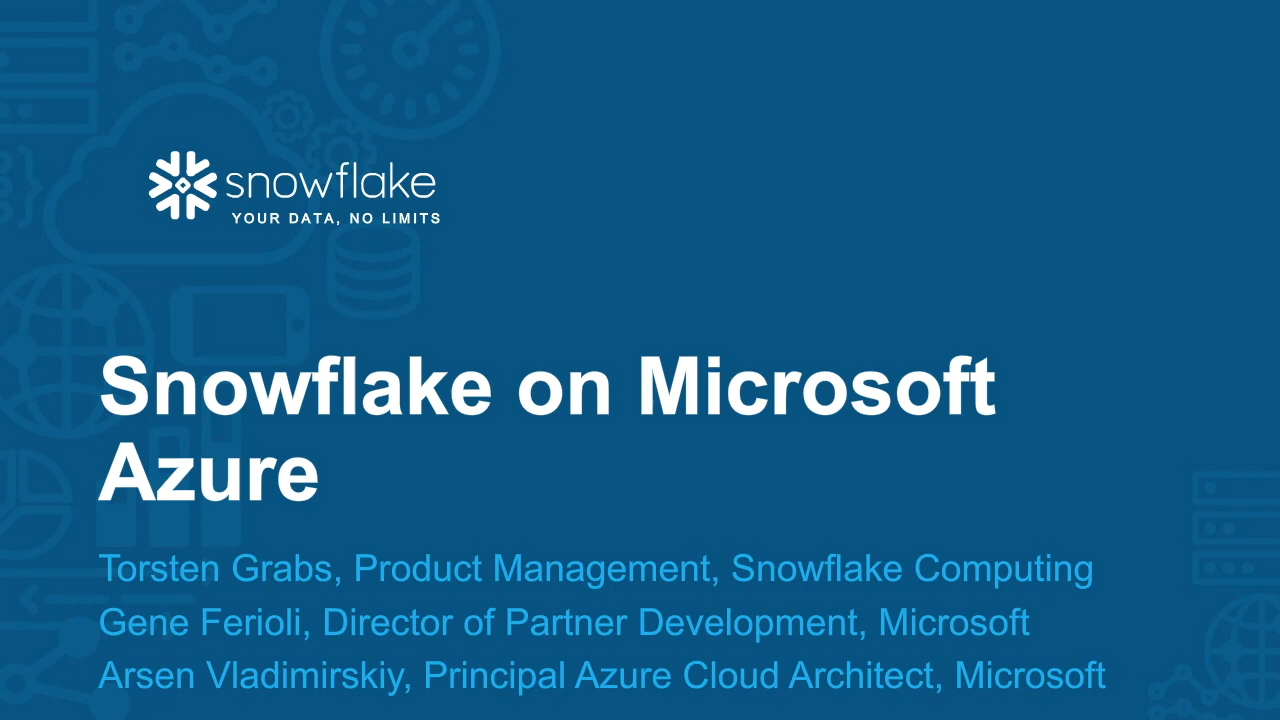 snowflake
YOUR DATA, NO LIMITS
Snowflake on Microsoft
Azure
Torsten Grabs, Product Management, Snowflake Computing
Gene Ferioli, Director of Partner Development, Microsoft
Arsen Vladimirskiy, Principal Azure Cloud Architect, Microsoft